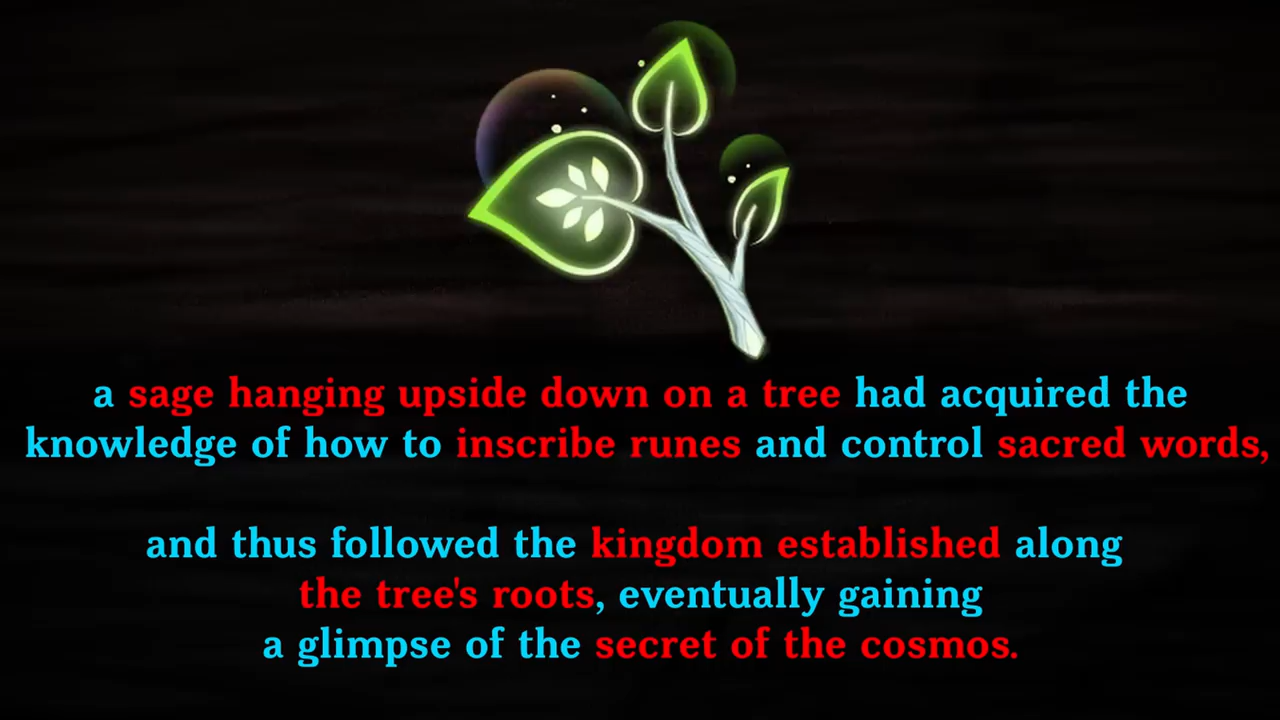 a sage hanging upside down on a tree had acquired the
knowledge of how to inscribe runes and control sacred words,
and thus followed the kingdom established along
the tree's roots, eventually gaining
a glimpse of the secret of the cosmos.